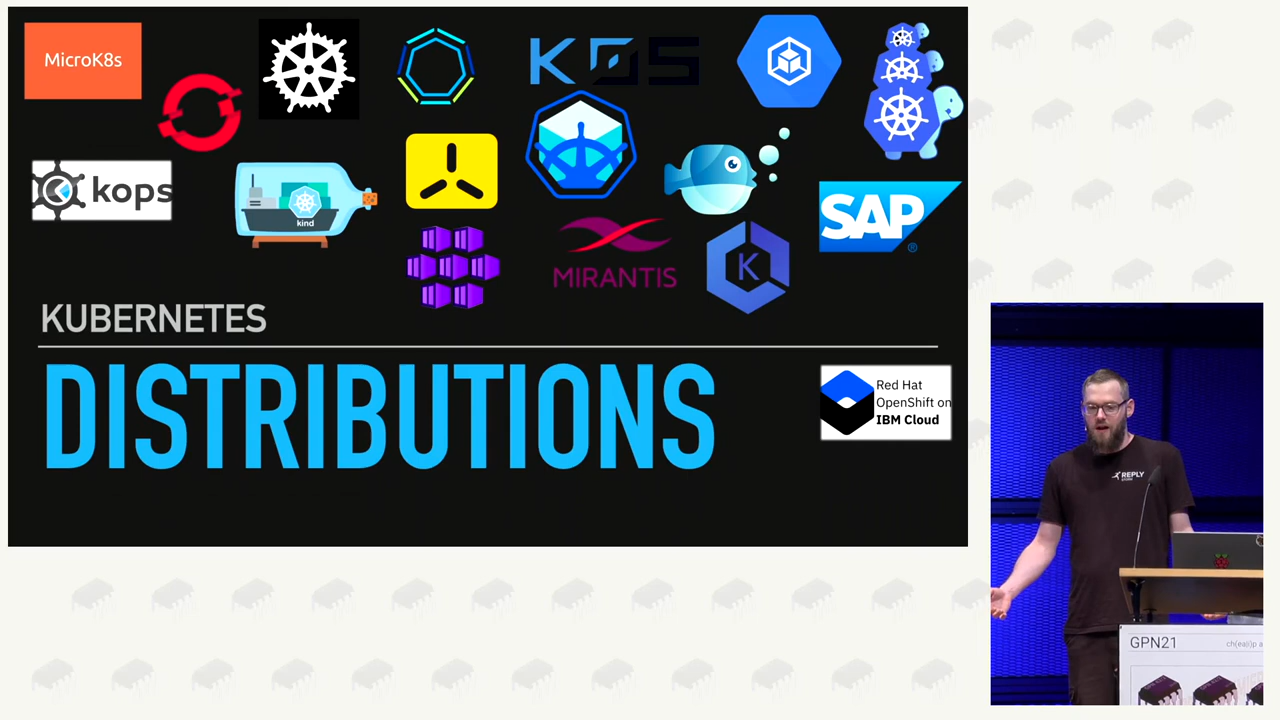 MicroK8s
K0S
kops
kind
MIRANTIS
K
SAP
®
KUBERNETES
DISTRIBUTIONS
Red Hat
OpenShift on
IBM Cloud
REPLY
GPN21